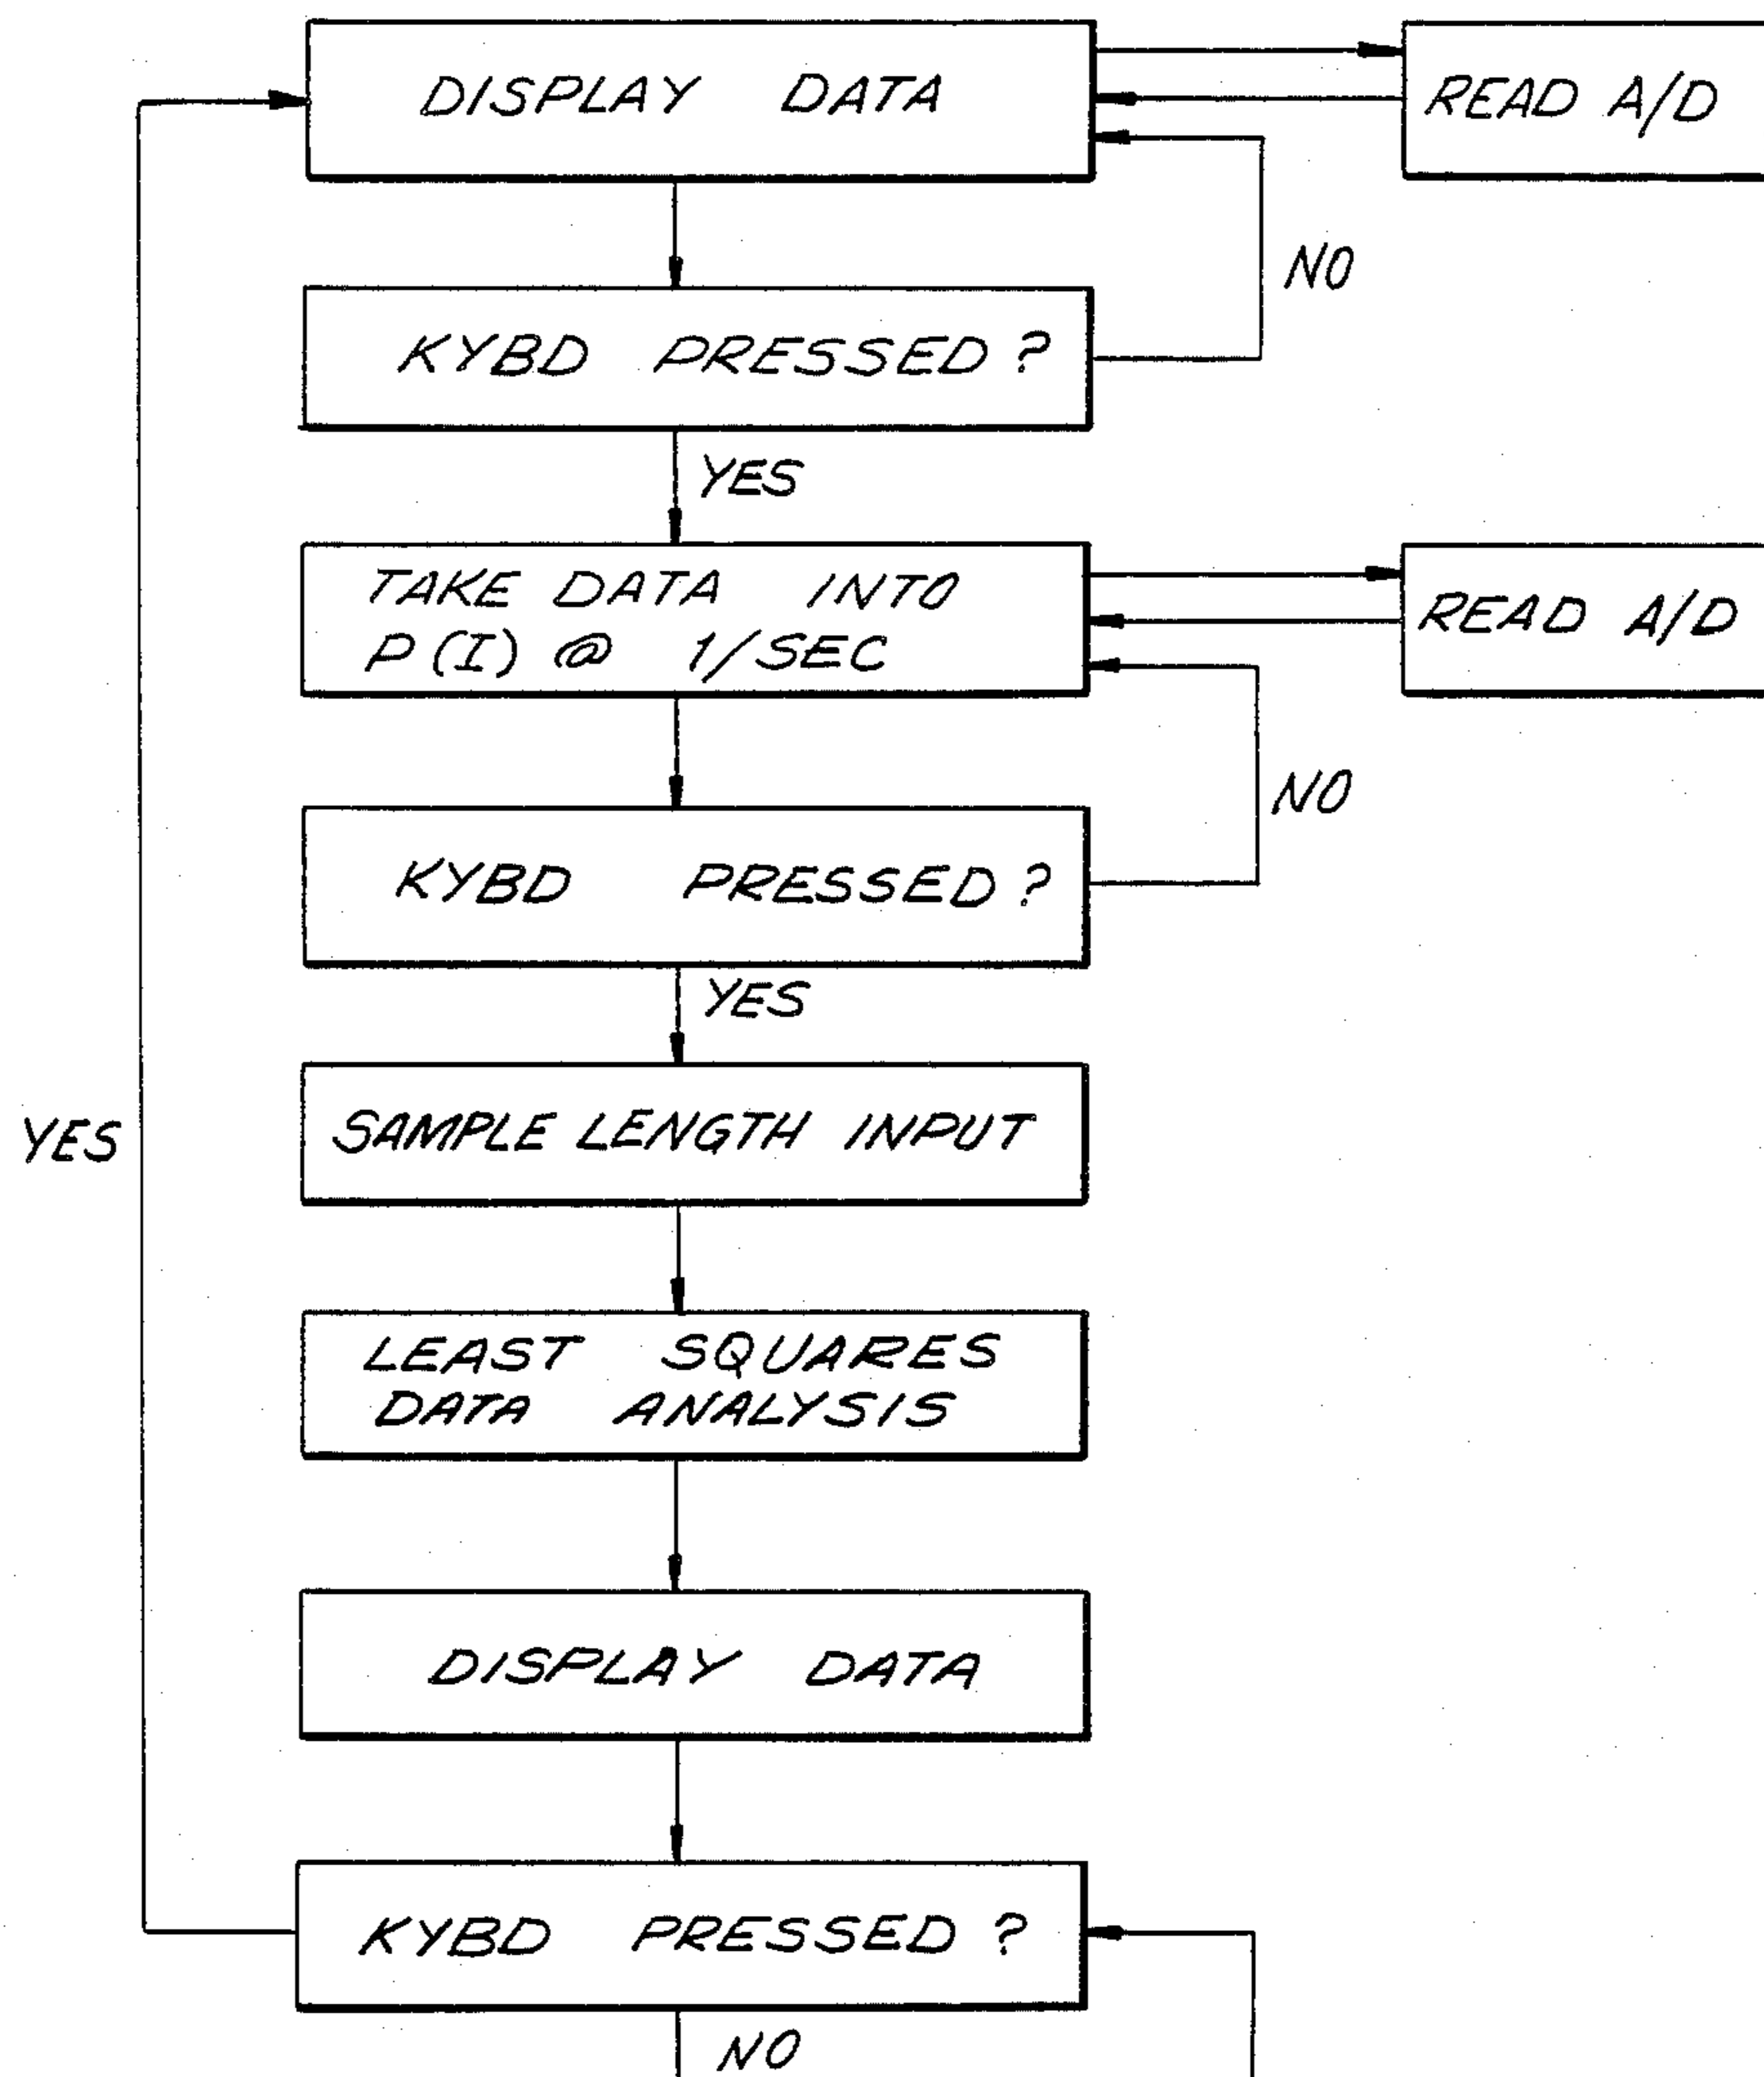 DISPLAY DATA
READ A/D
NO
KYBD PRESSED ?
YES
TAKE DATA INTO
P(I) @ 1/SEC
READ A/D
NO
KYBD PRESSED ?
YES
SAMPLE LENGTH INPUT
YES
LEAST SQUARES
DATA ANALYSIS
DISPLAY DATA
KYBD PRESSED ?
NO